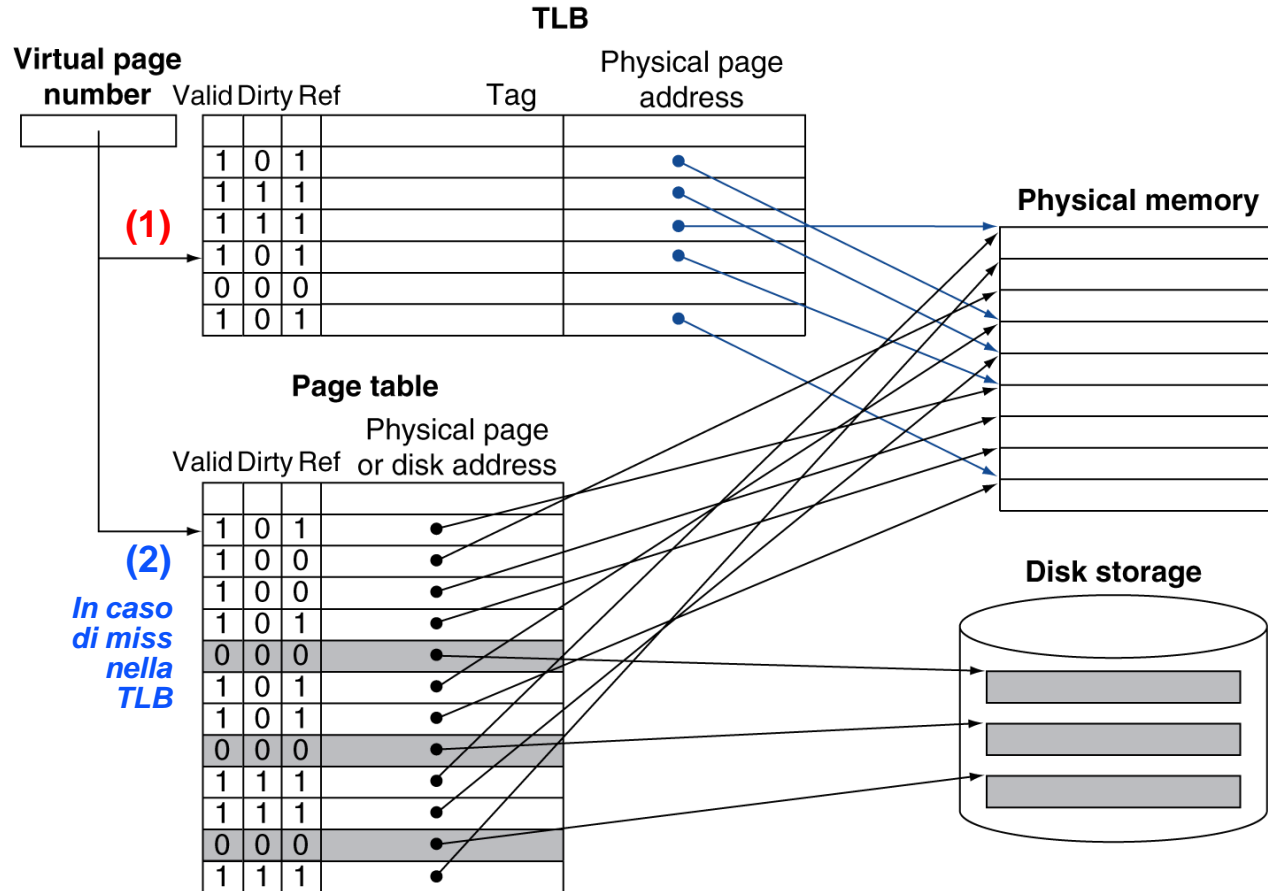 TLB
Virtual page
number
Valid Dirty Ref
Tag
Physical page
address
1 0 1
1 1 1
1 1 1
1 0 1
0 0 0
1 0 1
(1)
Physical memory
Page table
Valid Dirty Ref
Physical page
or disk address
1 0 1
1 0 0
1 0 0
1 0 1
0 0 0
1 0 1
1 0 1
0 0 0
1 1 1
1 1 1
0 0 0
1 1 1
(2)
In caso
di miss
nella
TLB
Disk storage